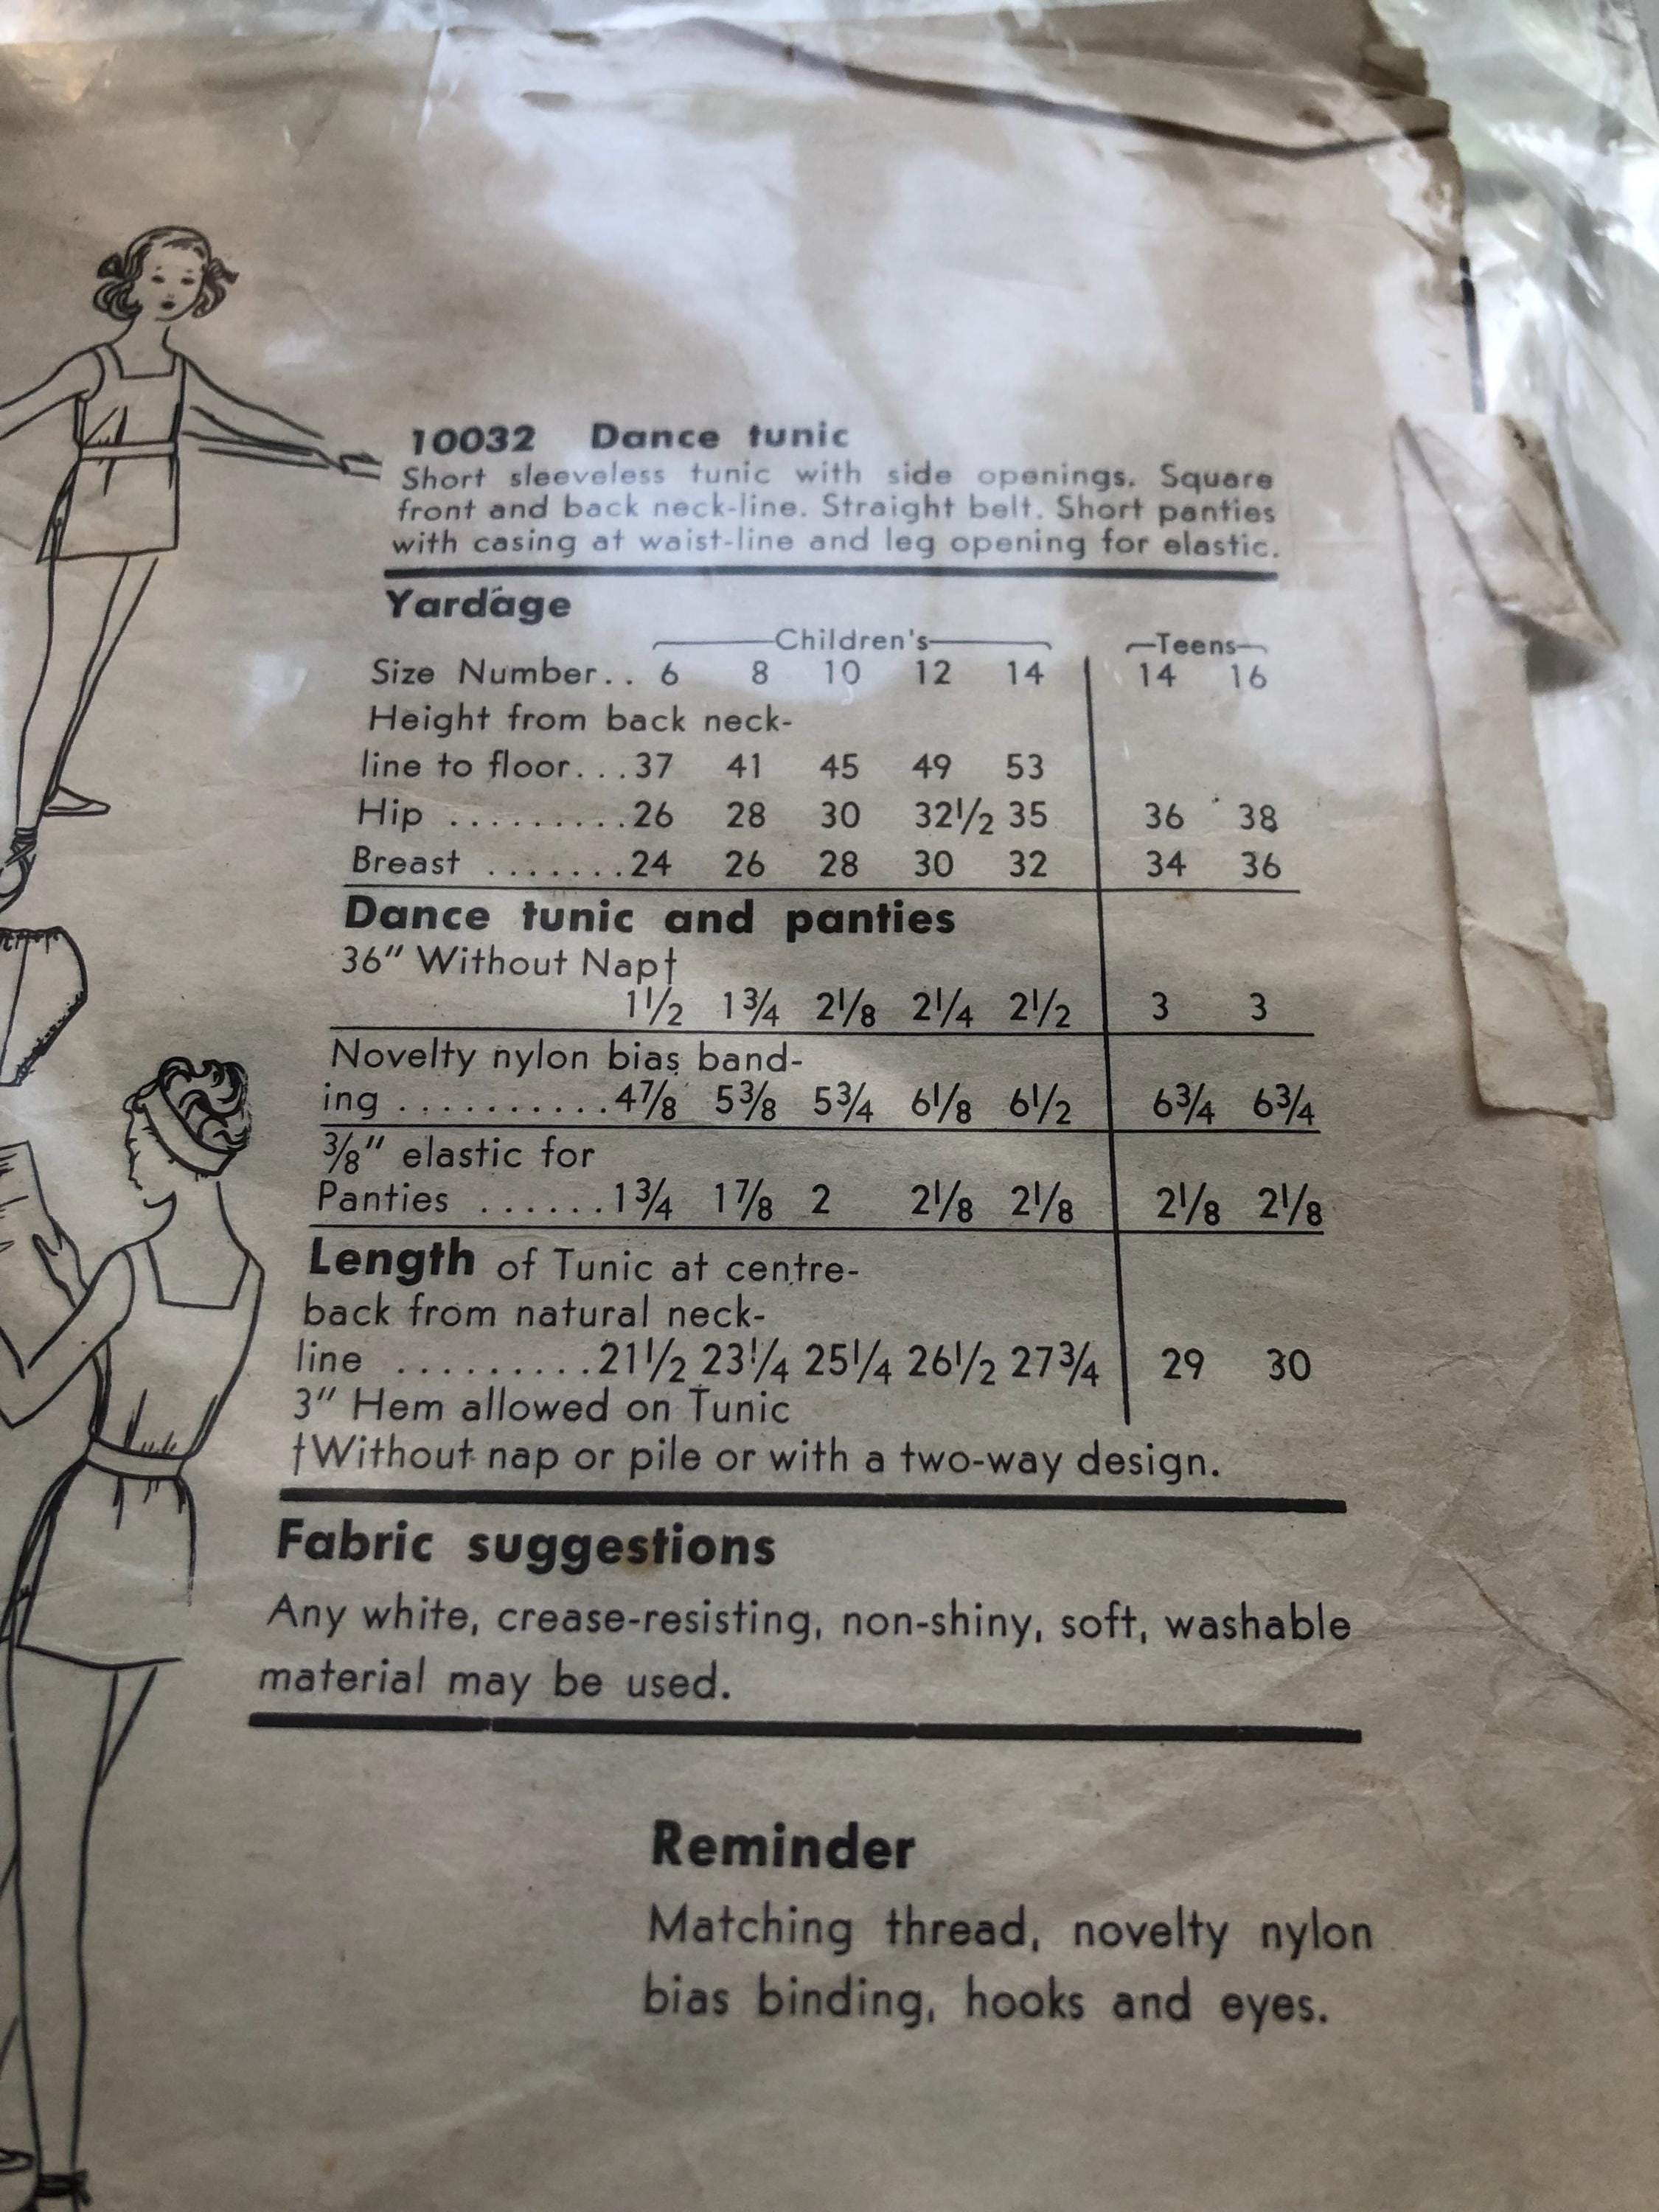 10032 Dance tunic
Short sleeveless tunic with side openings. Square
front and back neck-line. Straight belt. Short panties
with casing at waist-line and leg opening for elastic.
Yardage
Children's Teens
Size Number.. 6 8 10 12 14 14 16
Height from back neck-
line to floor...37 41 45 49 53
Hip .........26 28 30 32½ 35 36 38
Breast .......24 26 28 30 32 34 36
Dance tunic and panties
36" Without Nap†
1½ 1¾ 2⅛ 2¼ 2½ 3 3
Novelty nylon bias band-
ing ..........4⅞ 5⅜ 5¾ 6⅛ 6½ 6¾ 6¾
⅜" elastic for
Panties ......1¾ 1⅞ 2 2⅛ 2⅛ 2⅛ 2⅛
Length of Tunic at centre-
back from natural neck-
line .........21½ 23¼ 25¼ 26½ 27¾ 29 30
3" Hem allowed on Tunic
†Without nap or pile or with a two-way design.
Fabric suggestions
Any white, crease-resisting, non-shiny, soft, washable
material may be used.
Reminder
Matching thread, novelty nylon
bias binding, hooks and eyes.